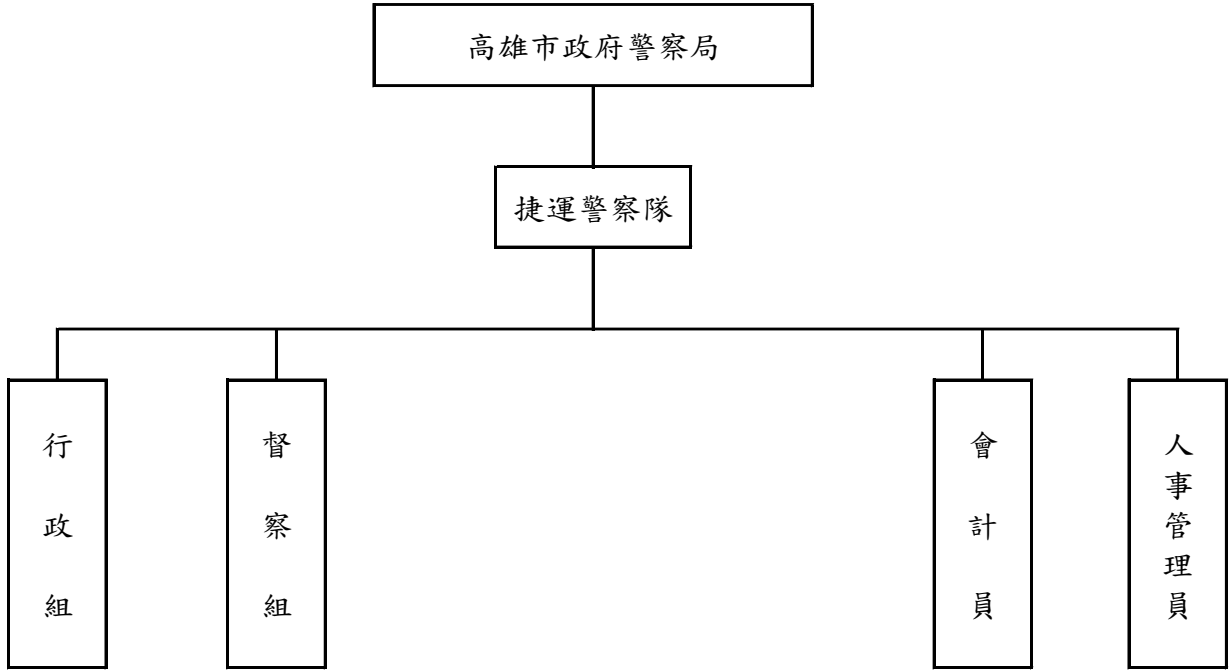 高雄市政府警察局
捷運警察隊
行政組
督察組
會計員
人事管理員